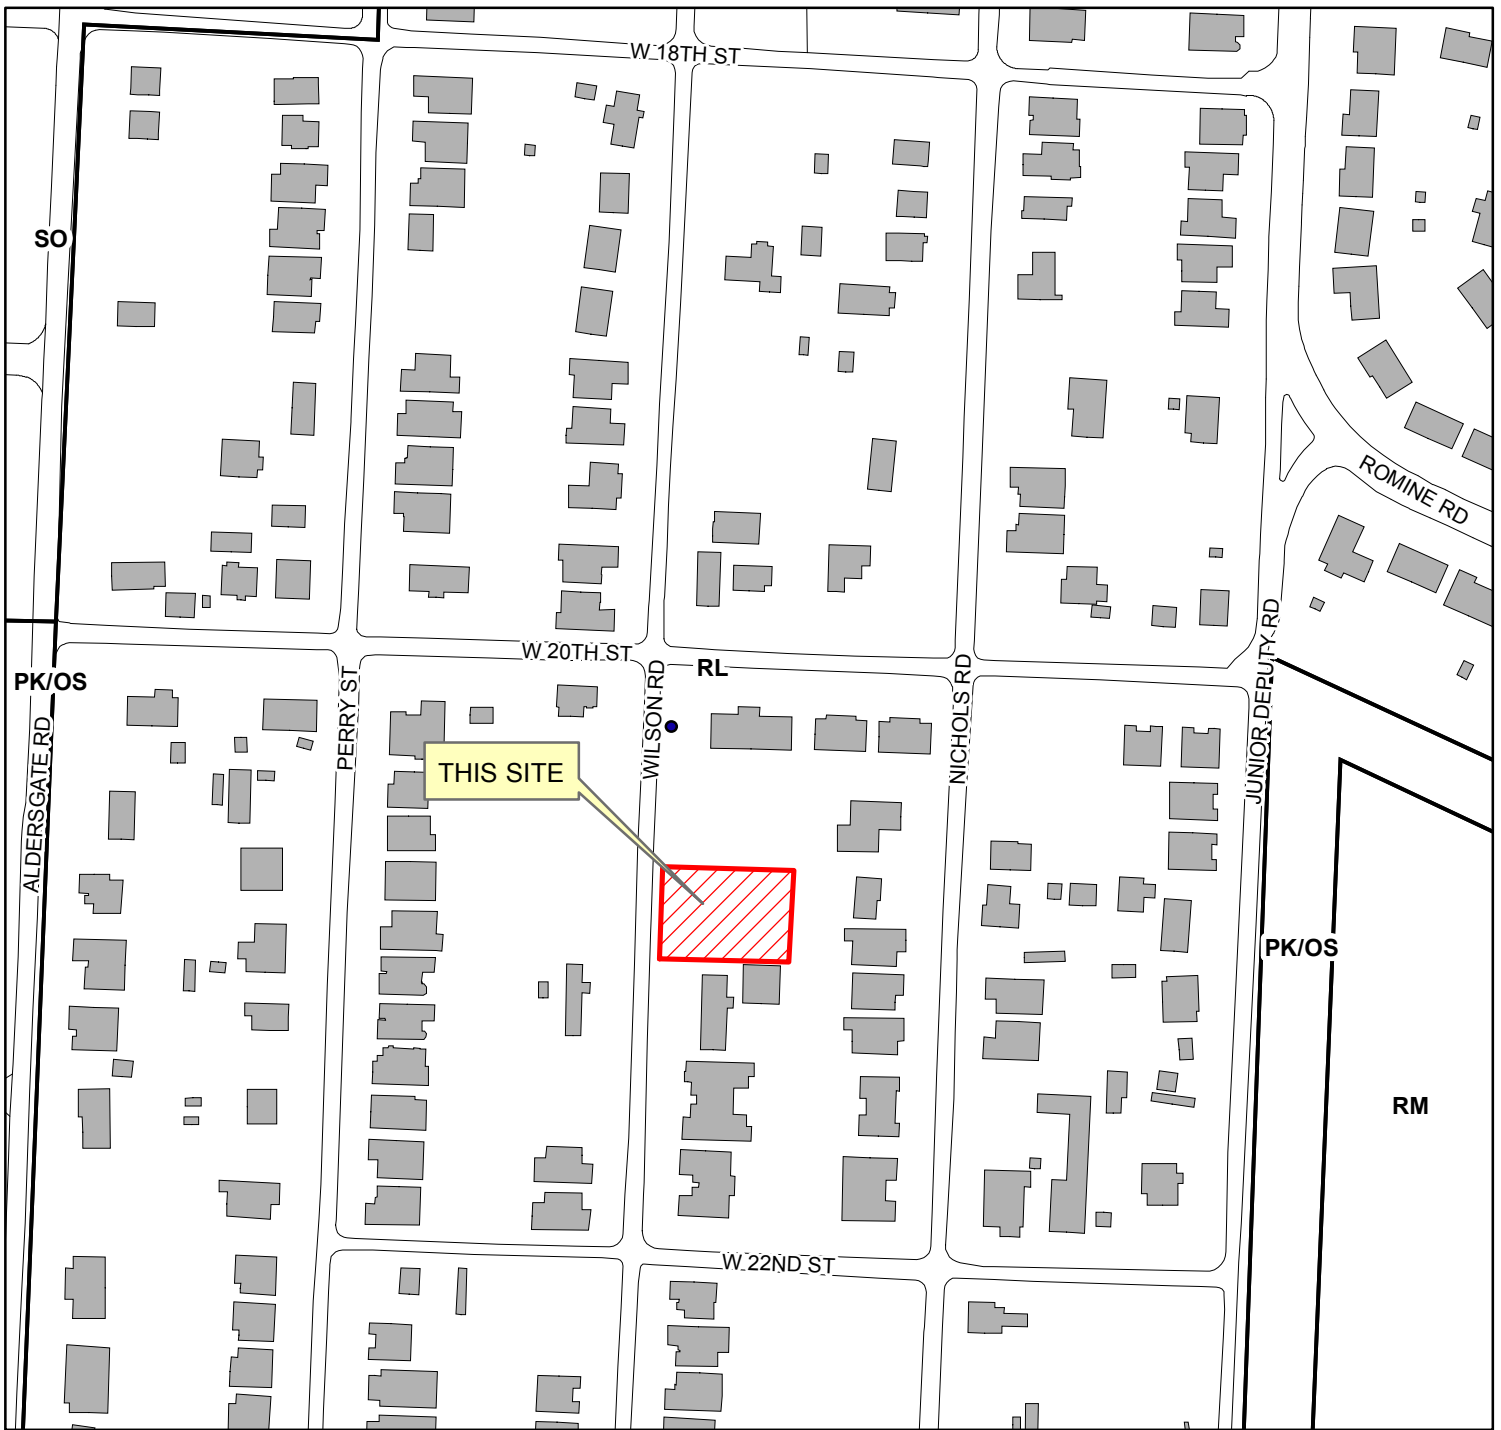 W 18TH ST
SO
ROMINE RD
W 20TH ST
RL
PK/OS
PERRY ST
WILSON RD
NICHOLS RD
JUNIOR DEPUTY RD
ALDERSGATE RD
THIS SITE
PK/OS
RM
W 22ND ST